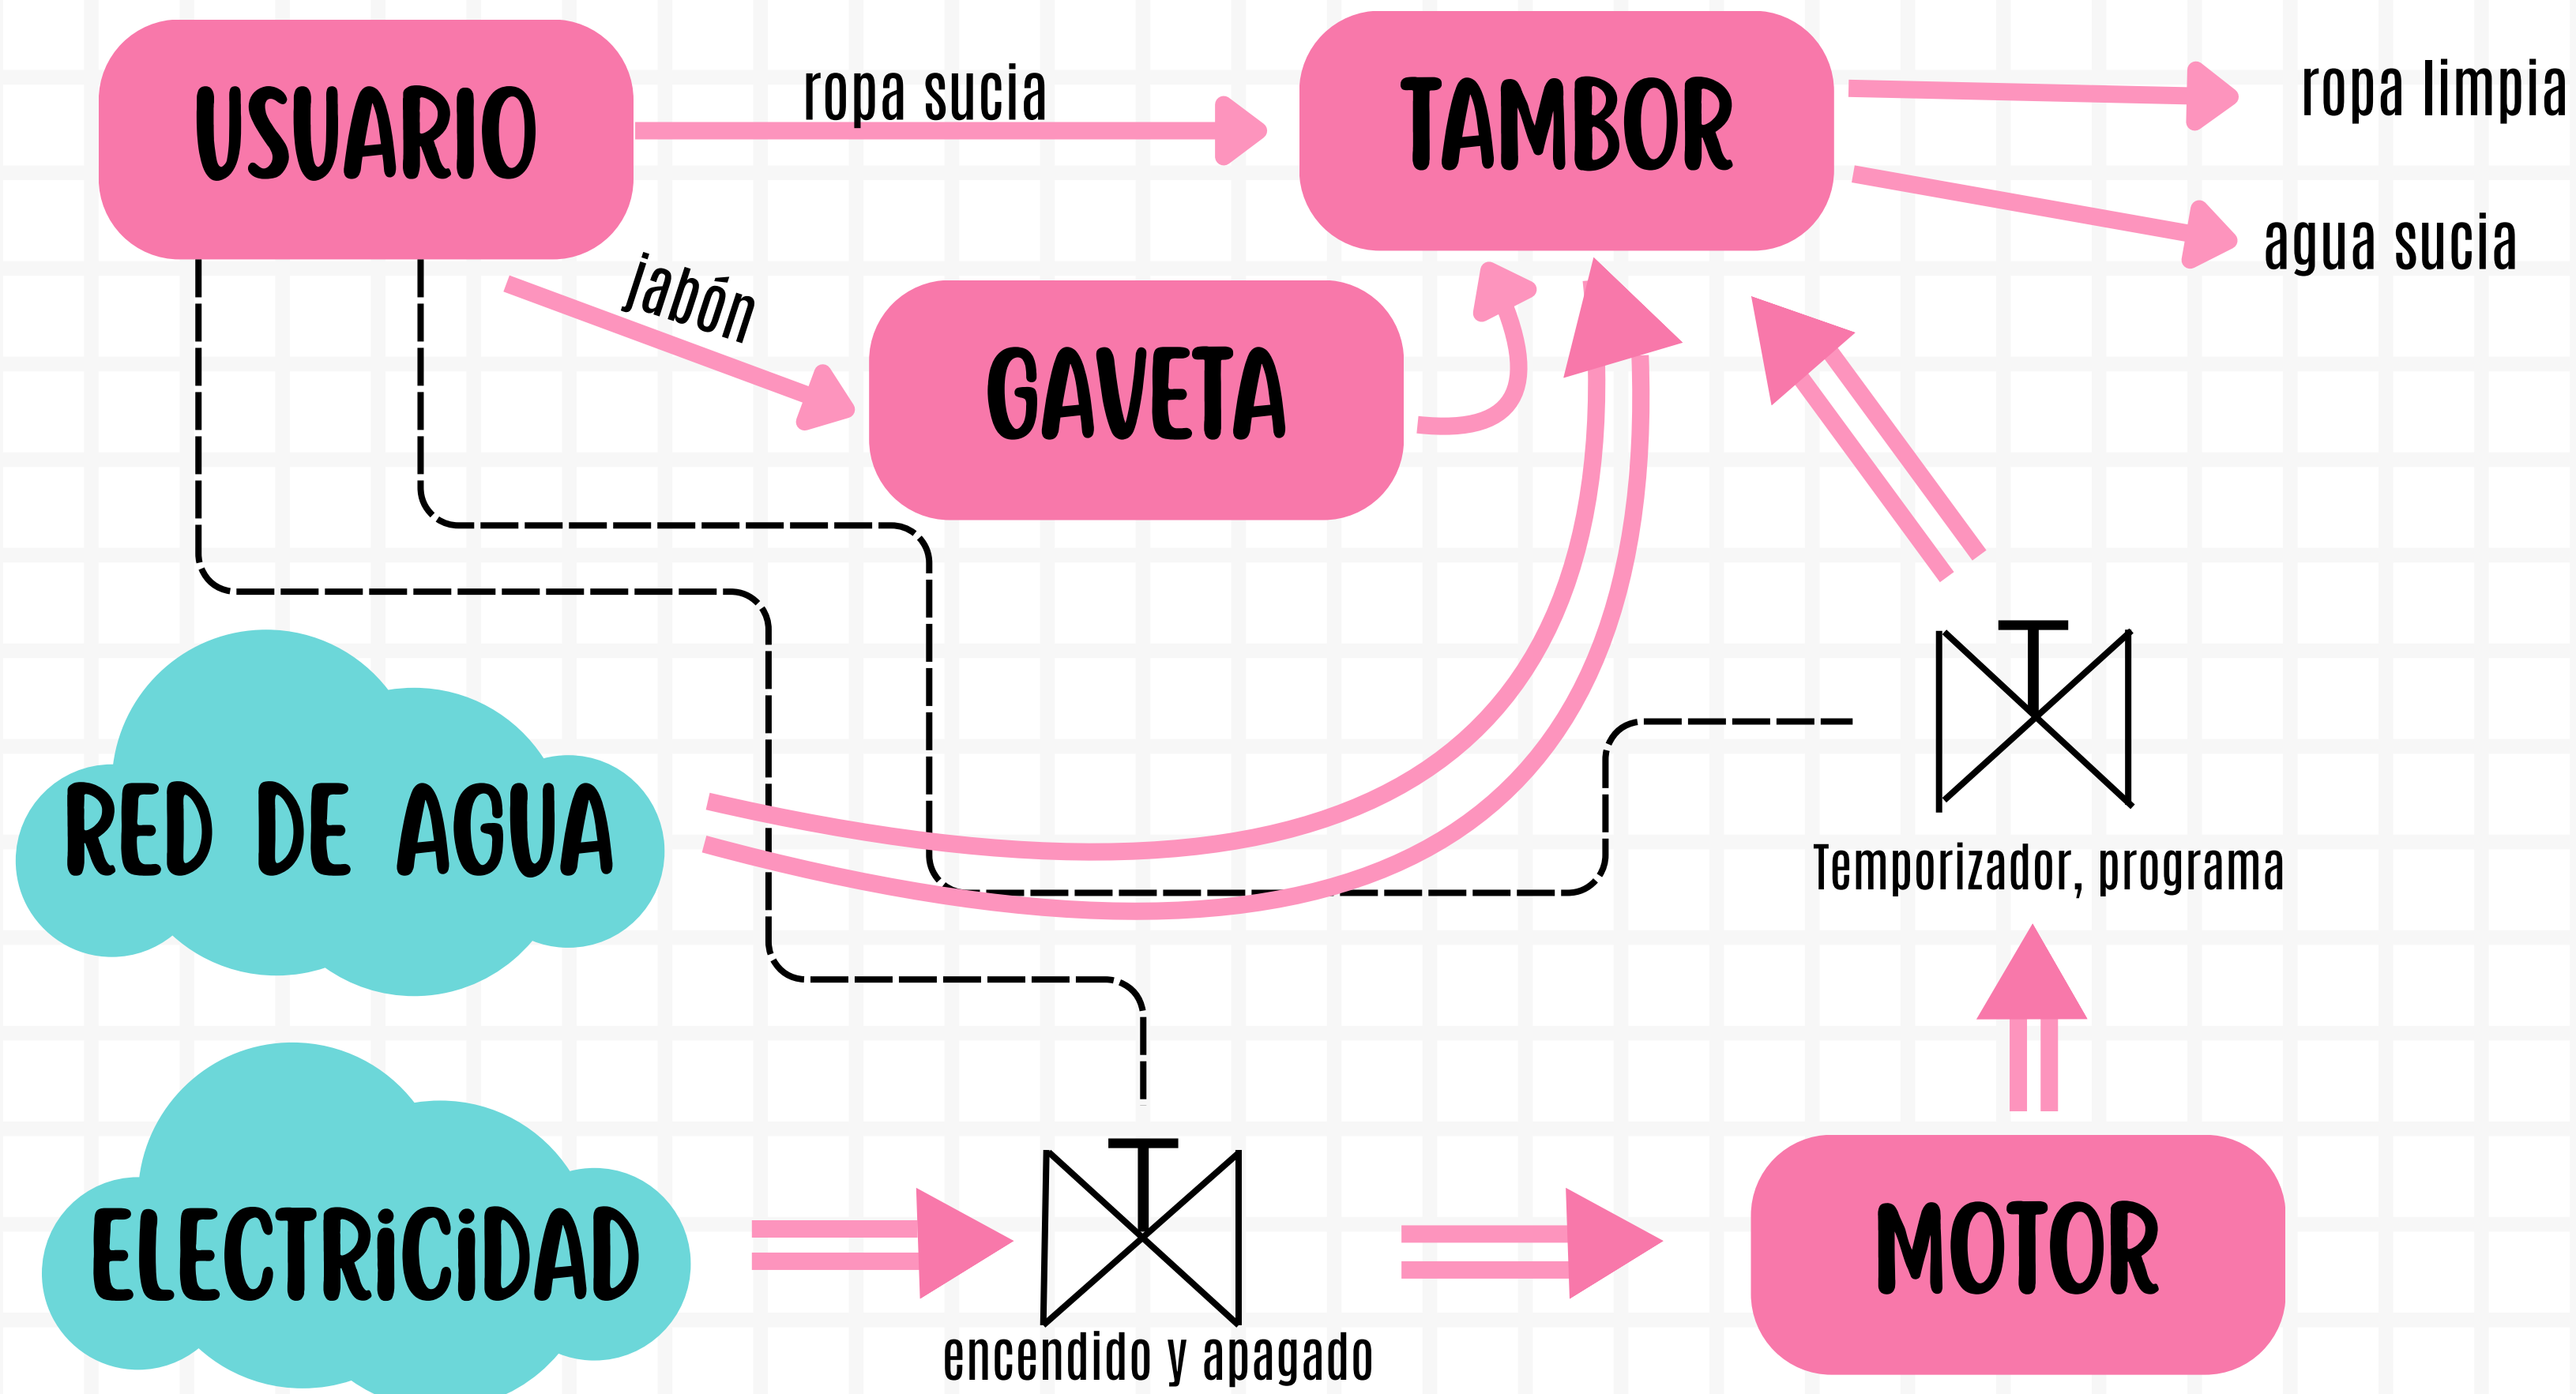 USUARIO
ropa sucia
TAMBOR
ropa limpia
agua sucia
jabón
GAVETA
RED DE AGUA
Temporizador, programa
ELECTRiCiDAD
encendido y apagado
MOTOR